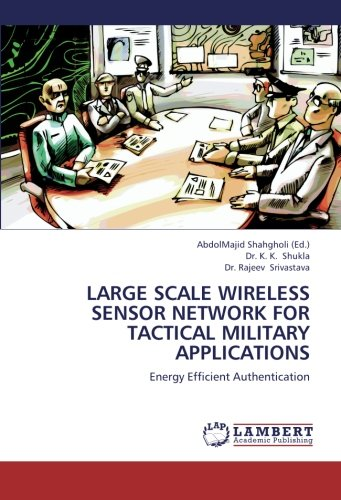 AbdolMajid Shahgholi (Ed.)
Dr. K. K. Shukla
Dr. Rajeev Srivastava
LARGE SCALE WIRELESS
SENSOR NETWORK FOR
TACTICAL MILITARY
APPLICATIONS
Energy Efficient Authentication
LAP
LAMBERT
Academic Publishing